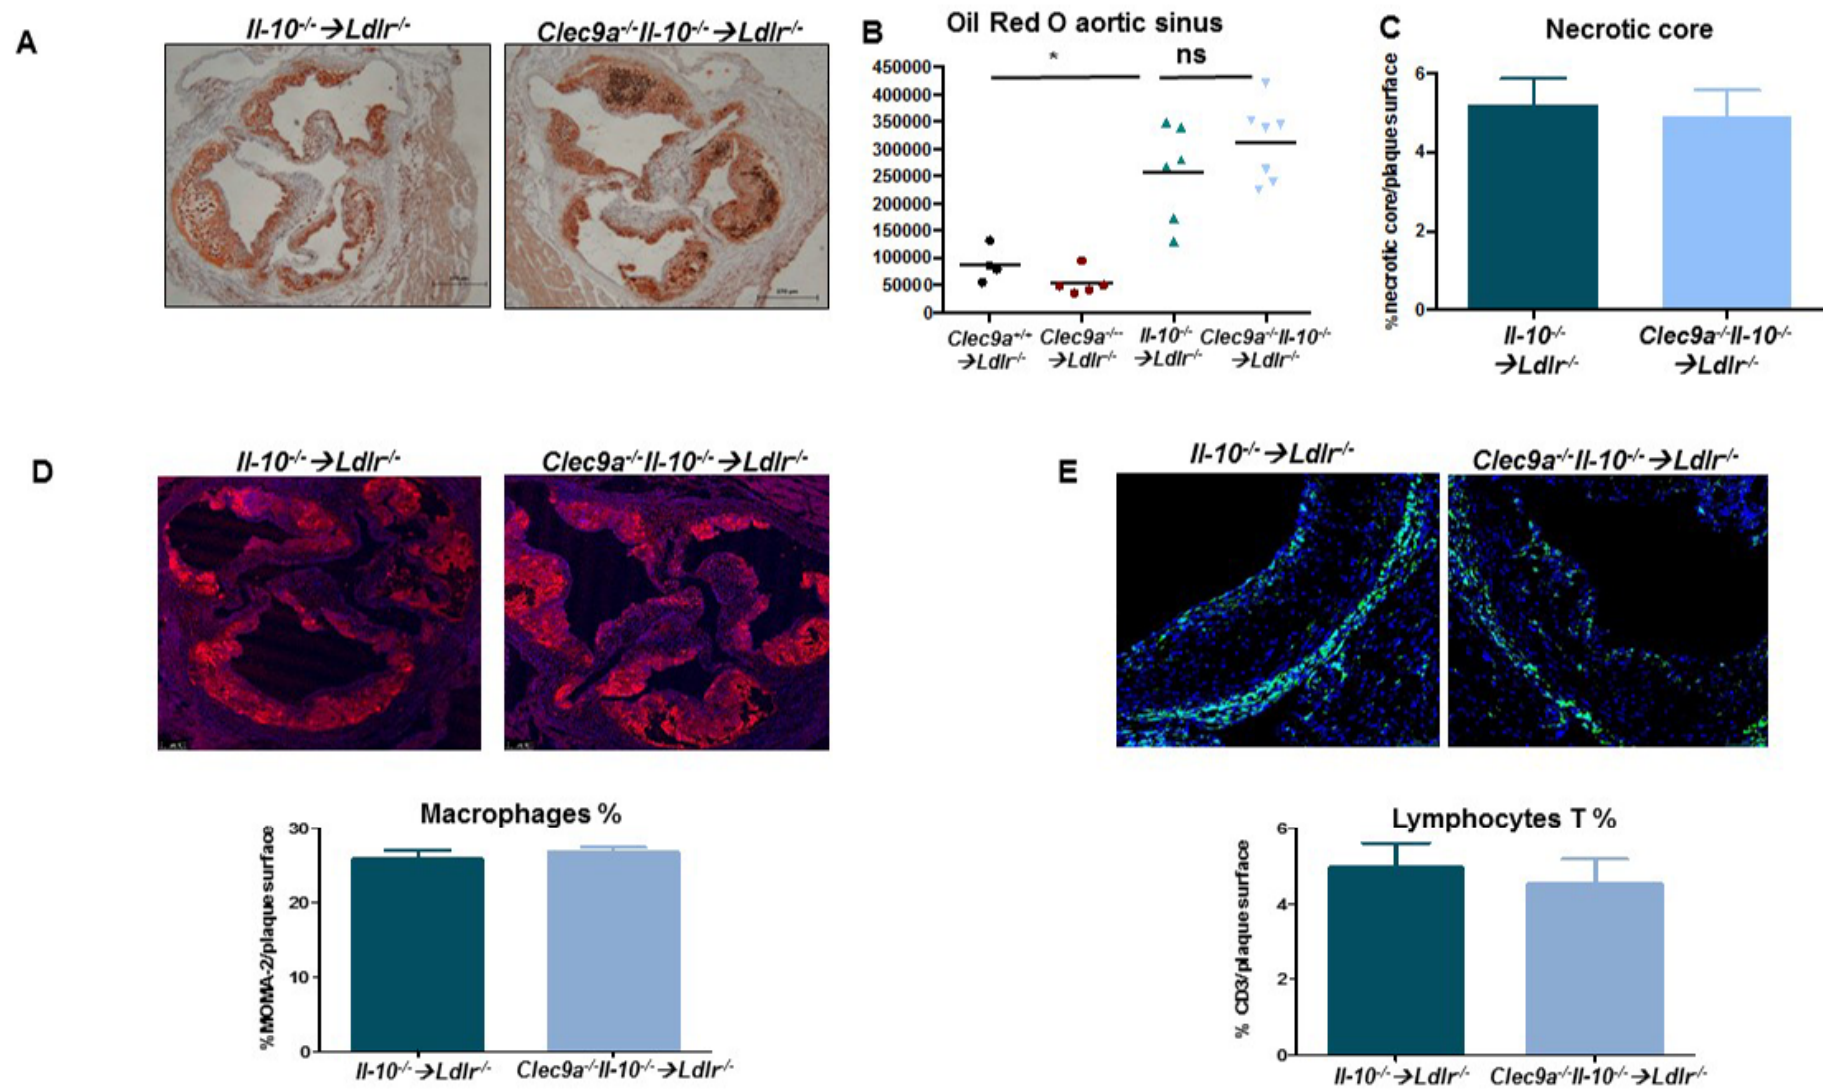 A
Il-10-/-→Ldlr-/-
Clec9a-/-Il-10-/-→Ldlr-/-
B
Oil Red O aortic sinus
*
ns
450000
400000
350000
300000
250000
200000
150000
100000
50000
0
Clec9a+/+
→Ldlr-/-
Clec9a-/--
→Ldlr-/-
Il-10-/-
→Ldlr-/-
Clec9a-/-Il-10-/-
→Ldlr-/-
C
Necrotic core
%necrotic core/plaque surface
6
4
2
0
Il-10-/-
→Ldlr-/-
Clec9a-/-Il-10-/-
→Ldlr-/-
D
Il-10-/-→Ldlr-/-
Clec9a-/-Il-10-/-→Ldlr-/-
Macrophages %
%MOMA-2/plaque surface
30
20
10
0
Il-10-/-→Ldlr-/-
Clec9a-/-Il-10-/-→Ldlr-/-
E
Il-10-/-→Ldlr-/-
Clec9a-/-Il-10-/-→Ldlr-/-
Lymphocytes T %
% CD3/plaque surface
6
4
2
0
Il-10-/-→Ldlr-/-
Clec9a-/-Il-10-/-→Ldlr-/-